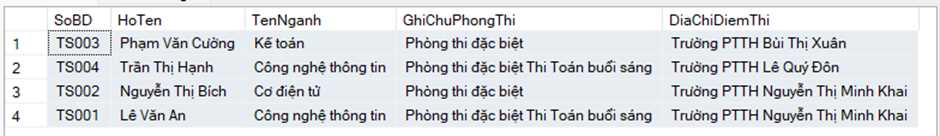 SoBD HoTen TenNganh GhiChuPhongThi DiaChiDiemThi
1 TS003 Phạm Văn Cường Kế toán Phòng thi đặc biệt Trường PTTH Bùi Thị Xuân
2 TS004 Trần Thị Hạnh Công nghệ thông tin Phòng thi đặc biệt Thi Toán buổi sáng Trường PTTH Lê Quý Đôn
3 TS002 Nguyễn Thị Bích Cơ điện tử Phòng thi đặc biệt Trường PTTH Nguyễn Thị Minh Khai
4 TS001 Lê Văn An Công nghệ thông tin Phòng thi đặc biệt Thi Toán buổi sáng Trường PTTH Nguyễn Thị Minh Khai